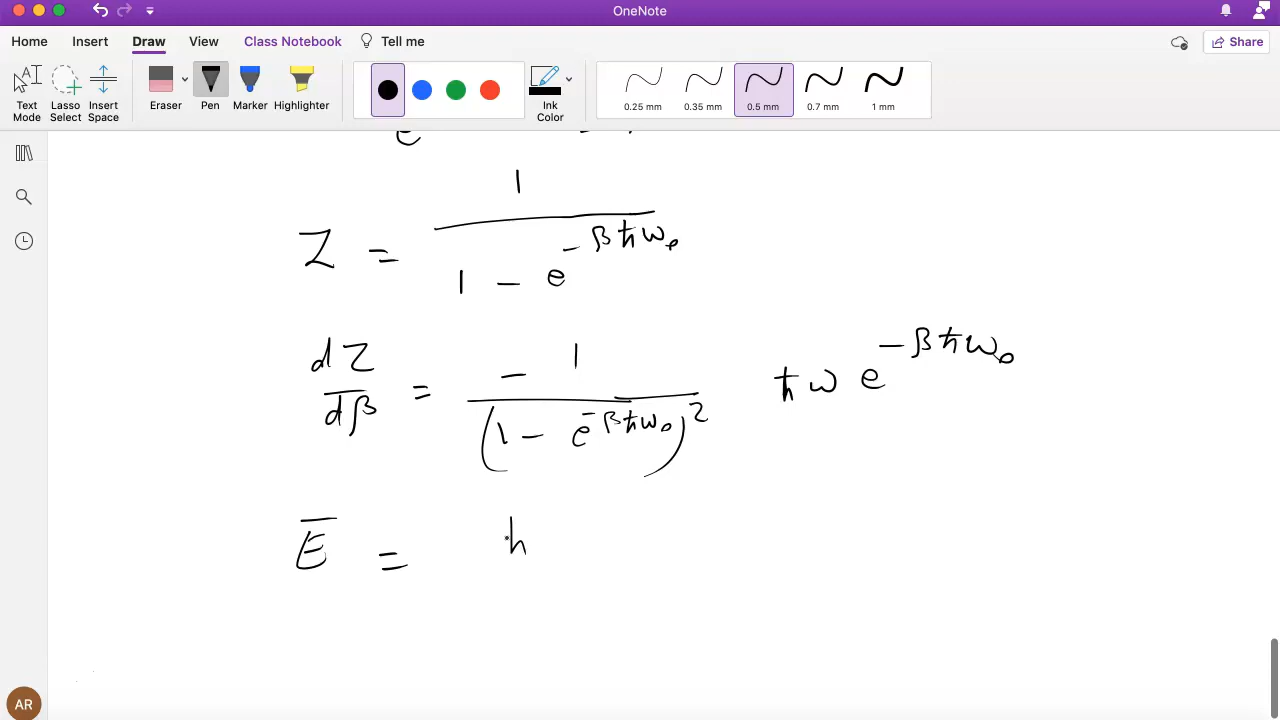 OneNote
Home Insert Draw View Class Notebook Tell me Share
Text Mode Lasso Select Insert Space Eraser Pen Marker Highlighter Ink Color 0.25 mm 0.35 mm 0.5 mm 0.7 mm 1 mm
e
Z = 1 / (1 - e^{-βħω₀})
dZ/dβ = -1 / (1 - e^{-βħω₀})² ħω e^{-βħω₀}
E̅ = h
AR